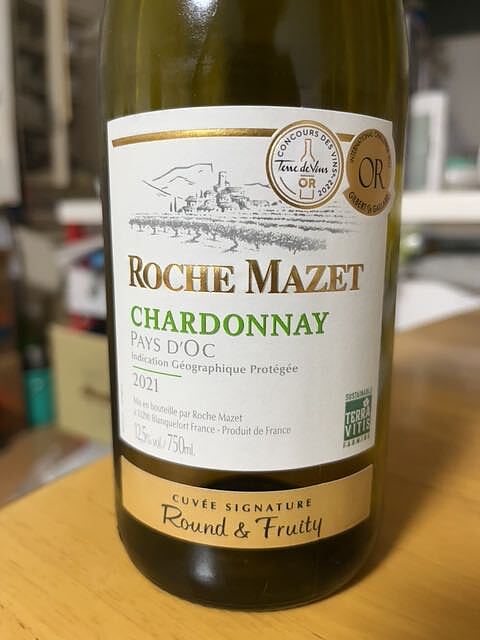 CONCOURS DES VINS
Terre de Vins
OR
2022
INTERNATIONAL
OR
GILBERT & GAILLARD
ROCHE MAZET
CHARDONNAY
PAYS D'OC
Indication Géographique Protégée
2021
Mis en bouteille par Roche Mazet
à 33290 Blanquefort France - Produit de France
12,5% vol./750ml.
SUSTAINABLE
TERRA
VITIS
FARMING
CUVÉE SIGNATURE
Round & Fruity